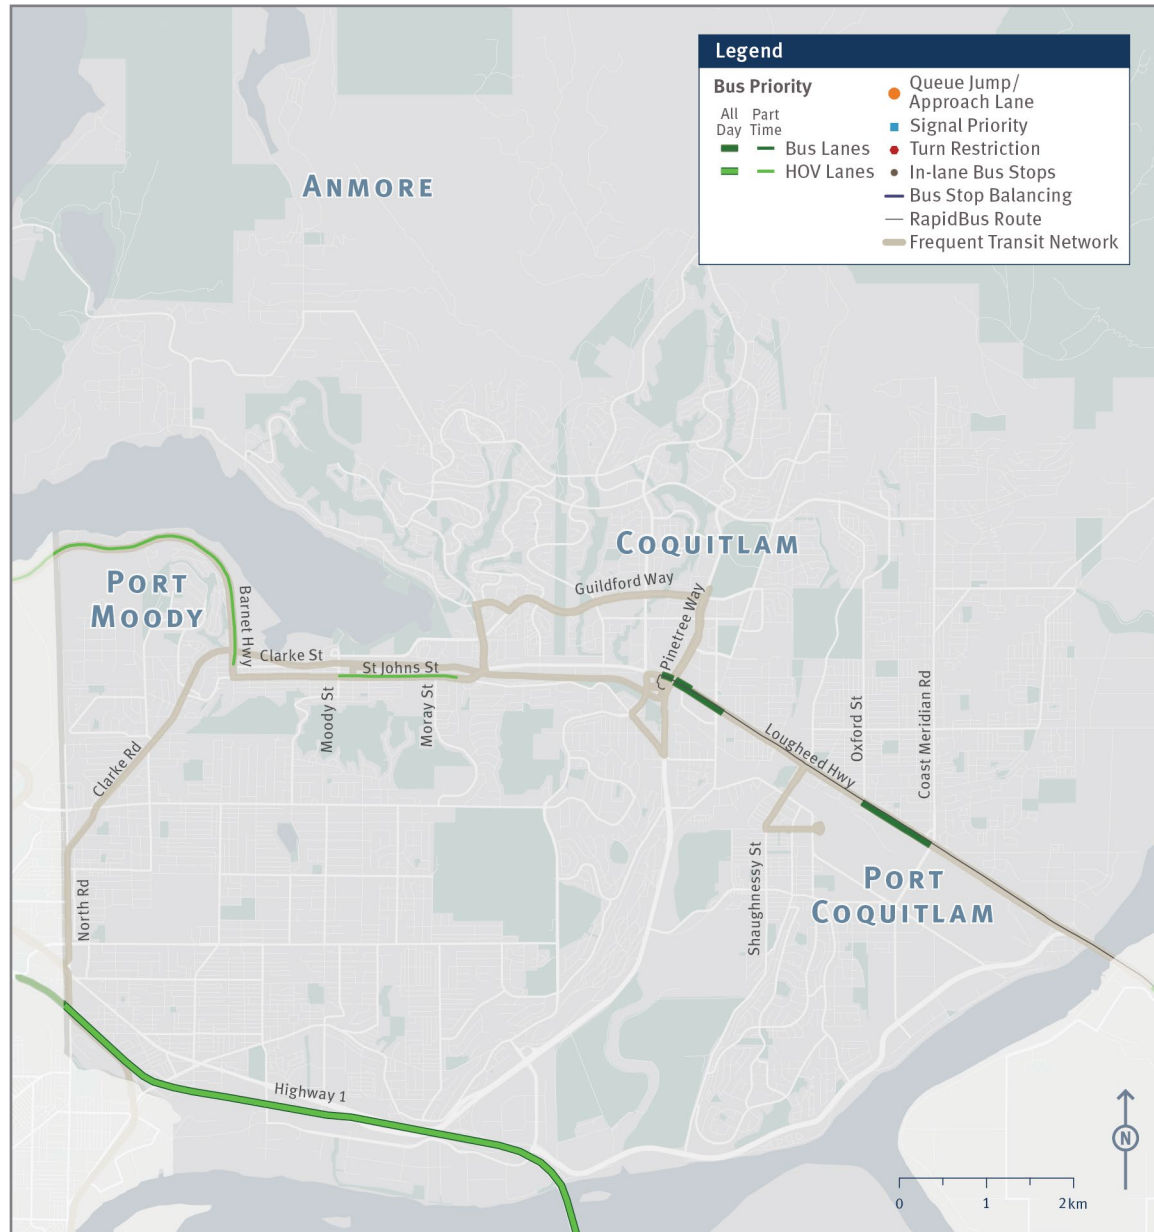 Legend
Bus Priority
All
Day
Part
Time
Bus Lanes
HOV Lanes
Queue Jump/
Approach Lane
Signal Priority
Turn Restriction
In-lane Bus Stops
Bus Stop Balancing
RapidBus Route
Frequent Transit Network
ANMORE
COQUITLAM
PORT
MOODY
Guildford Way
Pinetree Way
Barnet Hwy
Clarke St
St Johns St
Moody St
Moray St
Clarke Rd
Lougheed Hwy
Oxford St
Coast Meridian Rd
North Rd
Shaughnessy St
PORT
COQUITLAM
Highway 1
N
0 1 2km